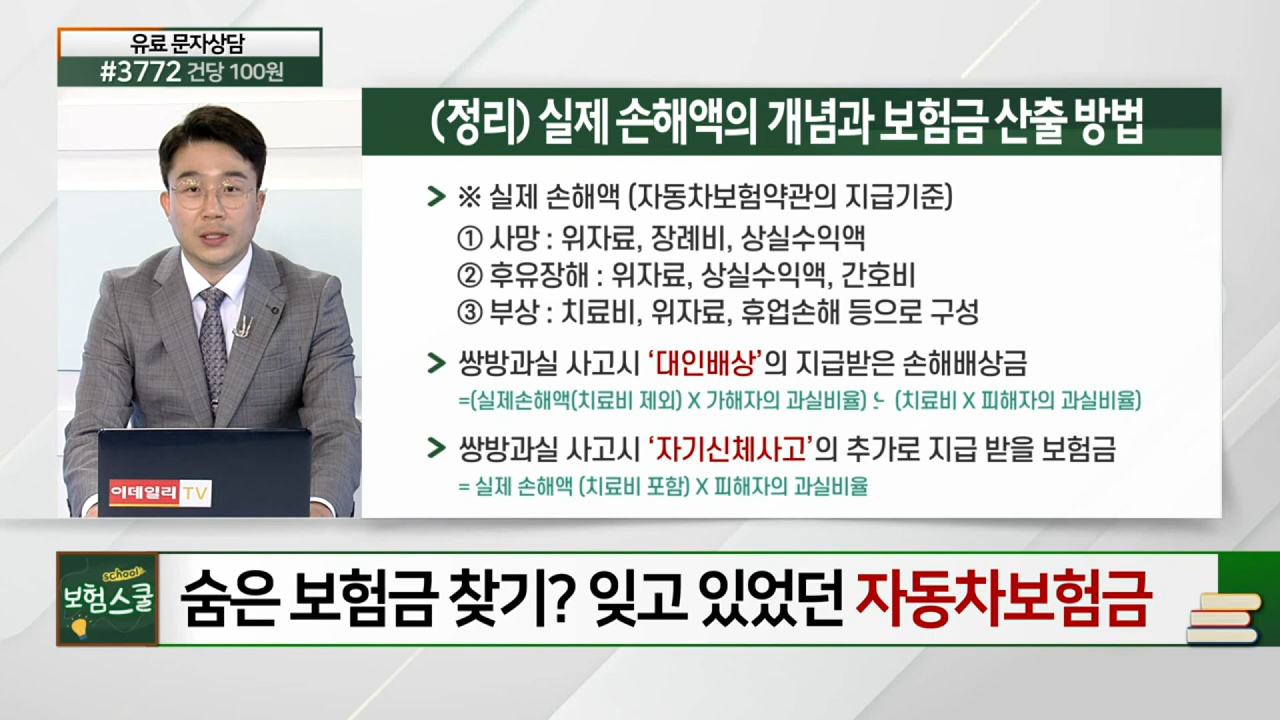 유료 문자상담
#3772 건당 100원
(정리) 실제 손해액의 개념과 보험금 산출 방법
※ 실제 손해액 (자동차보험약관의 지급기준)
① 사망 : 위자료, 장례비, 상실수익액
② 후유장해 : 위자료, 상실수익액, 간호비
③ 부상 : 치료비, 위자료, 휴업손해 등으로 구성
쌍방과실 사고시 ‘대인배상’의 지급받은 손해배상금
=(실제손해액(치료비 제외) X 가해자의 과실비율) (치료비 X 피해자의 과실비율)
쌍방과실 사고시 ‘자기신체사고’의 추가로 지급 받을 보험금
= 실제 손해액 (치료비 포함) X 피해자의 과실비율
이데일리 TV
school
보험스쿨
숨은 보험금 찾기? 잊고 있었던 자동차보험금